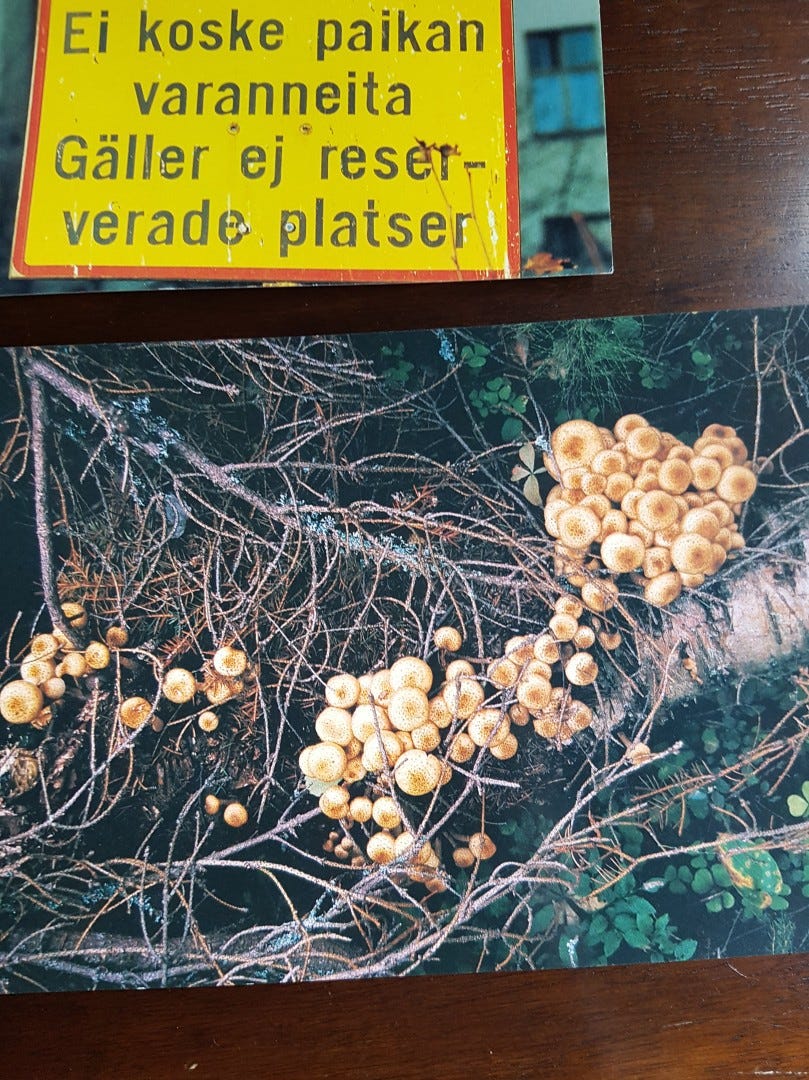 Ei koske paikan
varanneita
Gäller ej reser-
verade platser